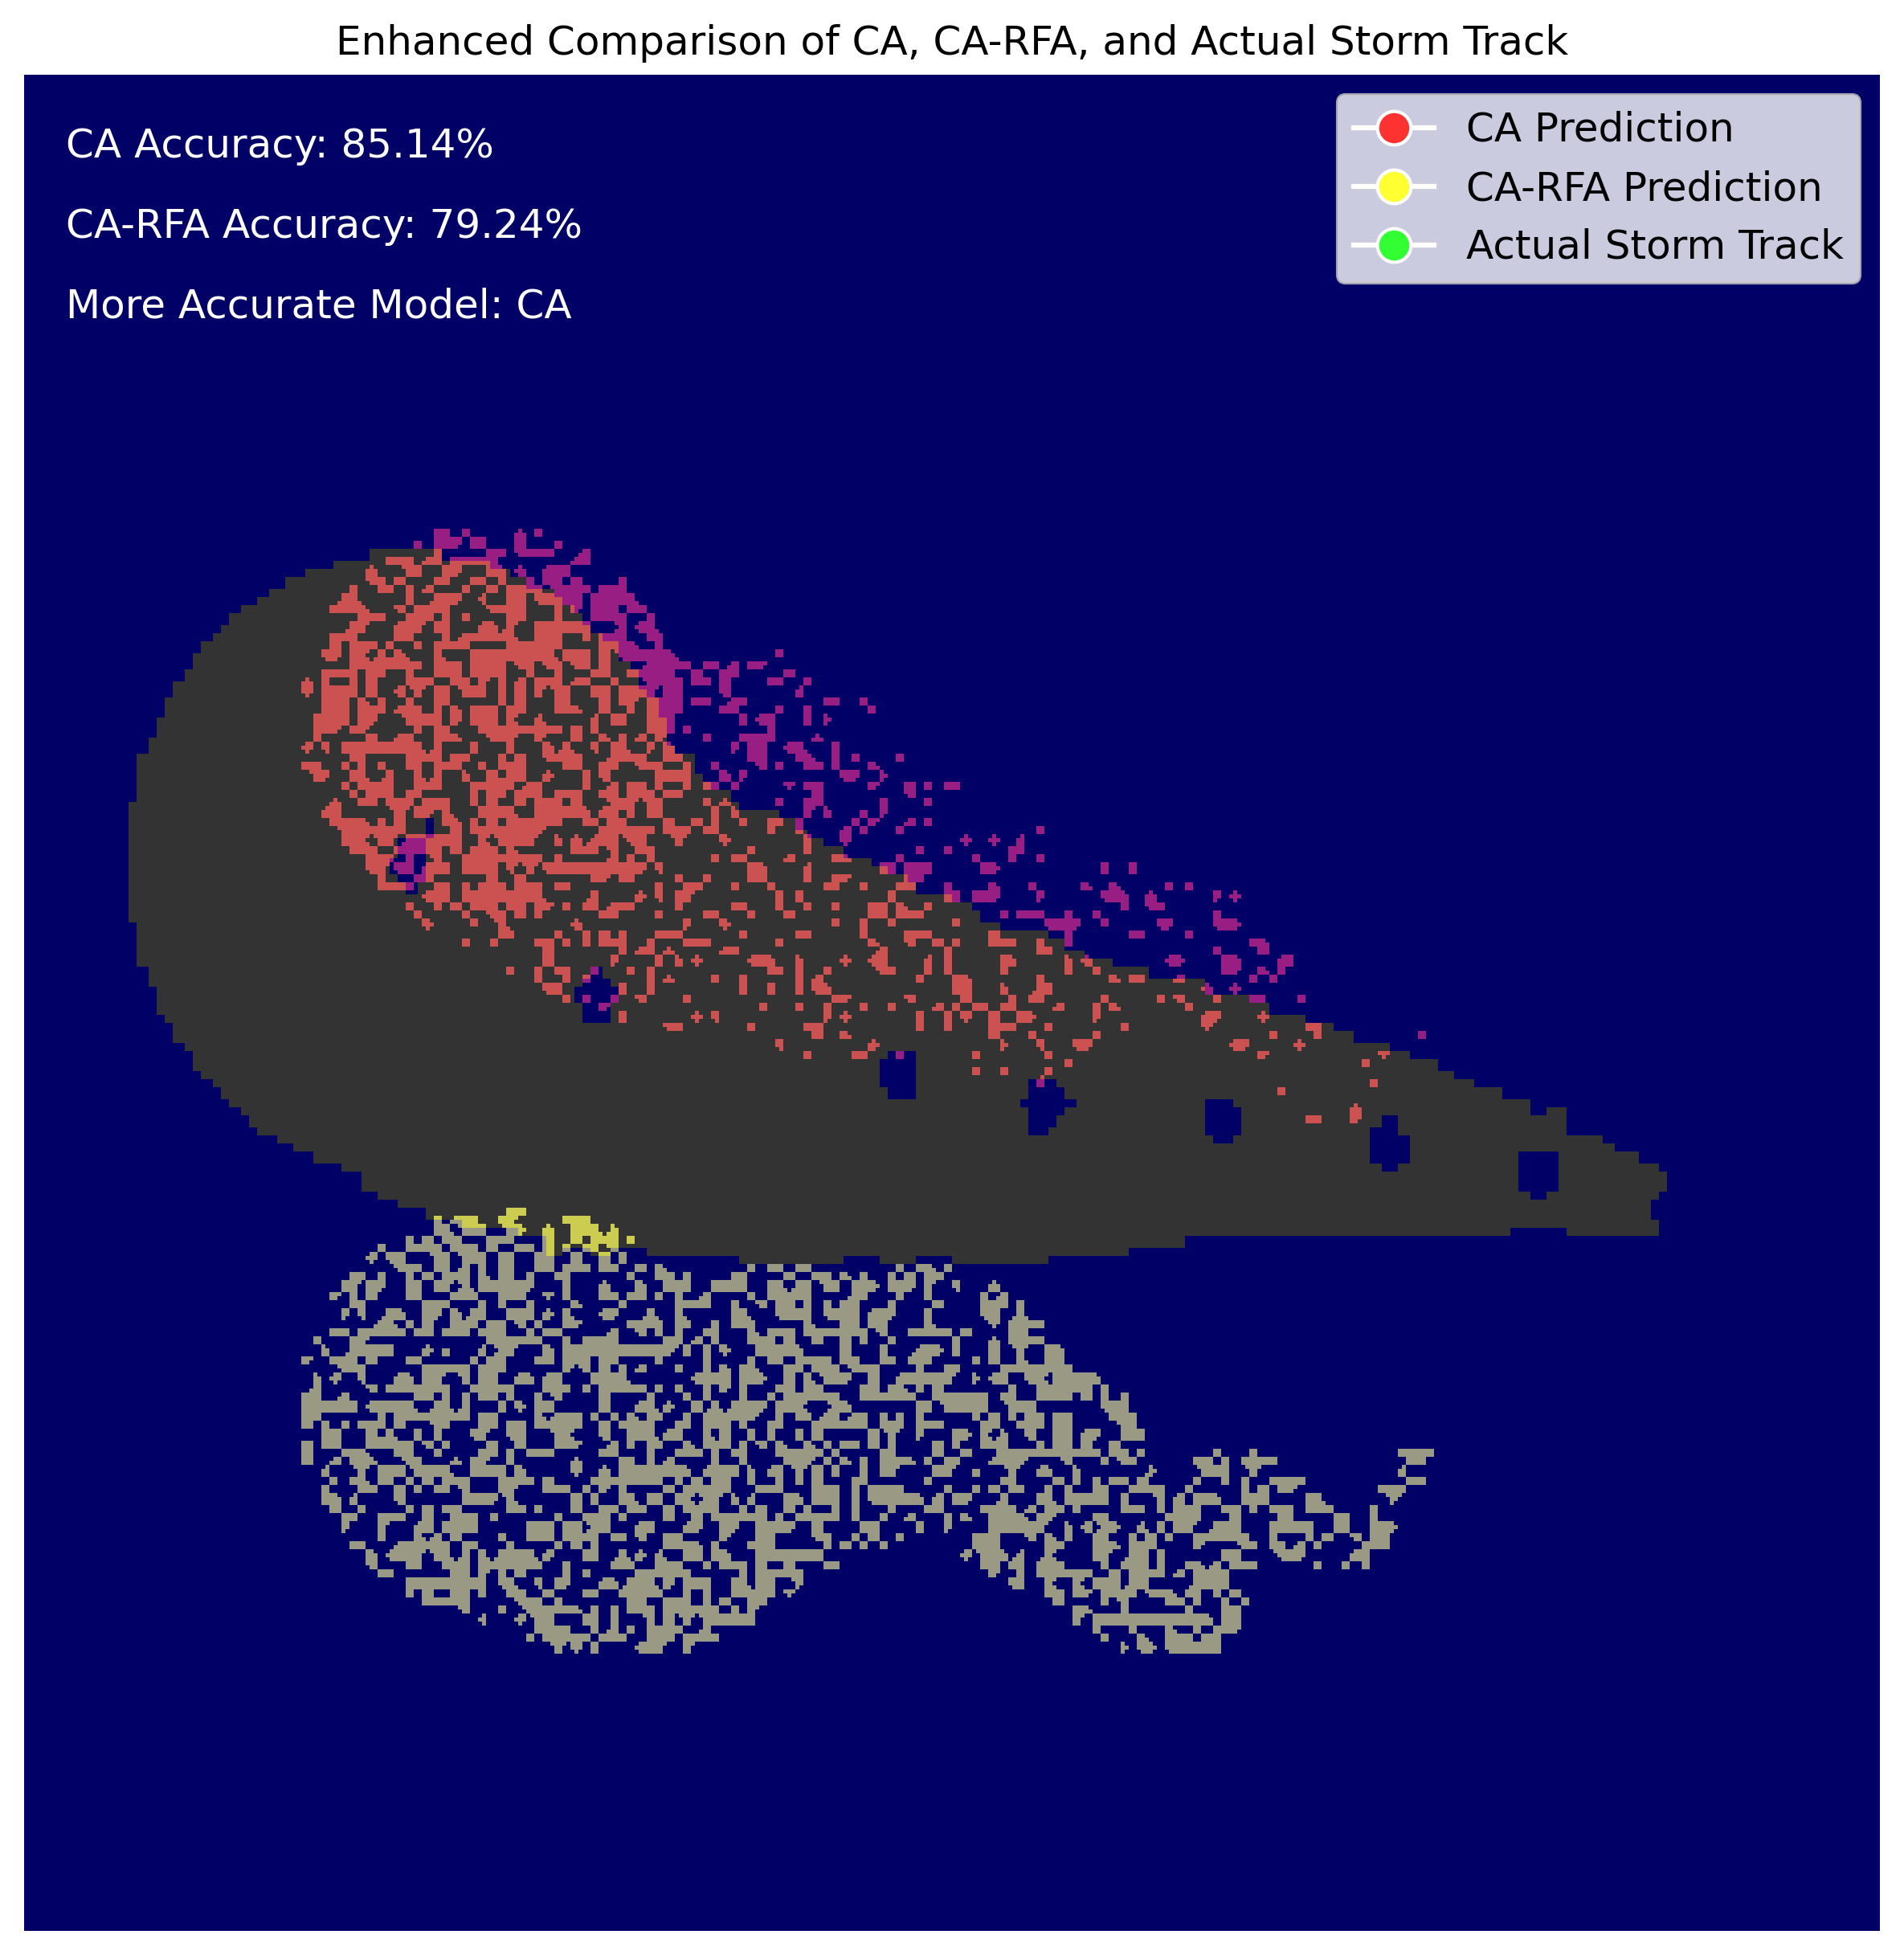 Enhanced Comparison of CA, CA-RFA, and Actual Storm Track
CA Accuracy: 85.14%
CA-RFA Accuracy: 79.24%
More Accurate Model: CA
CA Prediction
CA-RFA Prediction
Actual Storm Track